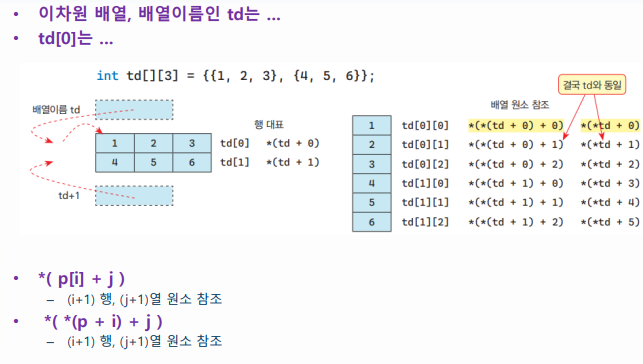 • 이차원 배열, 배열이름인 td는 ...
• td[0]는 ...
int td[][3] = {{1, 2, 3}, {4, 5, 6}};
배열이름 td
행 대표
1 2 3 td[0] *(td + 0)
4 5 6 td[1] *(td + 1)
td+1
결국 td와 동일
배열 원소 참조
1 td[0][0] *(*(td + 0) + 0) *(*td + 0)
2 td[0][1] *(*(td + 0) + 1) *(*td + 1)
3 td[0][2] *(*(td + 0) + 2) *(*td + 2)
4 td[1][0] *(*(td + 1) + 0) *(*td + 3)
5 td[1][1] *(*(td + 1) + 1) *(*td + 4)
6 td[1][2] *(*(td + 1) + 2) *(*td + 5)
• *( p[i] + j )
– (i+1) 행, (j+1)열 원소 참조
• *( *(p + i) + j )
– (i+1) 행, (j+1)열 원소 참조